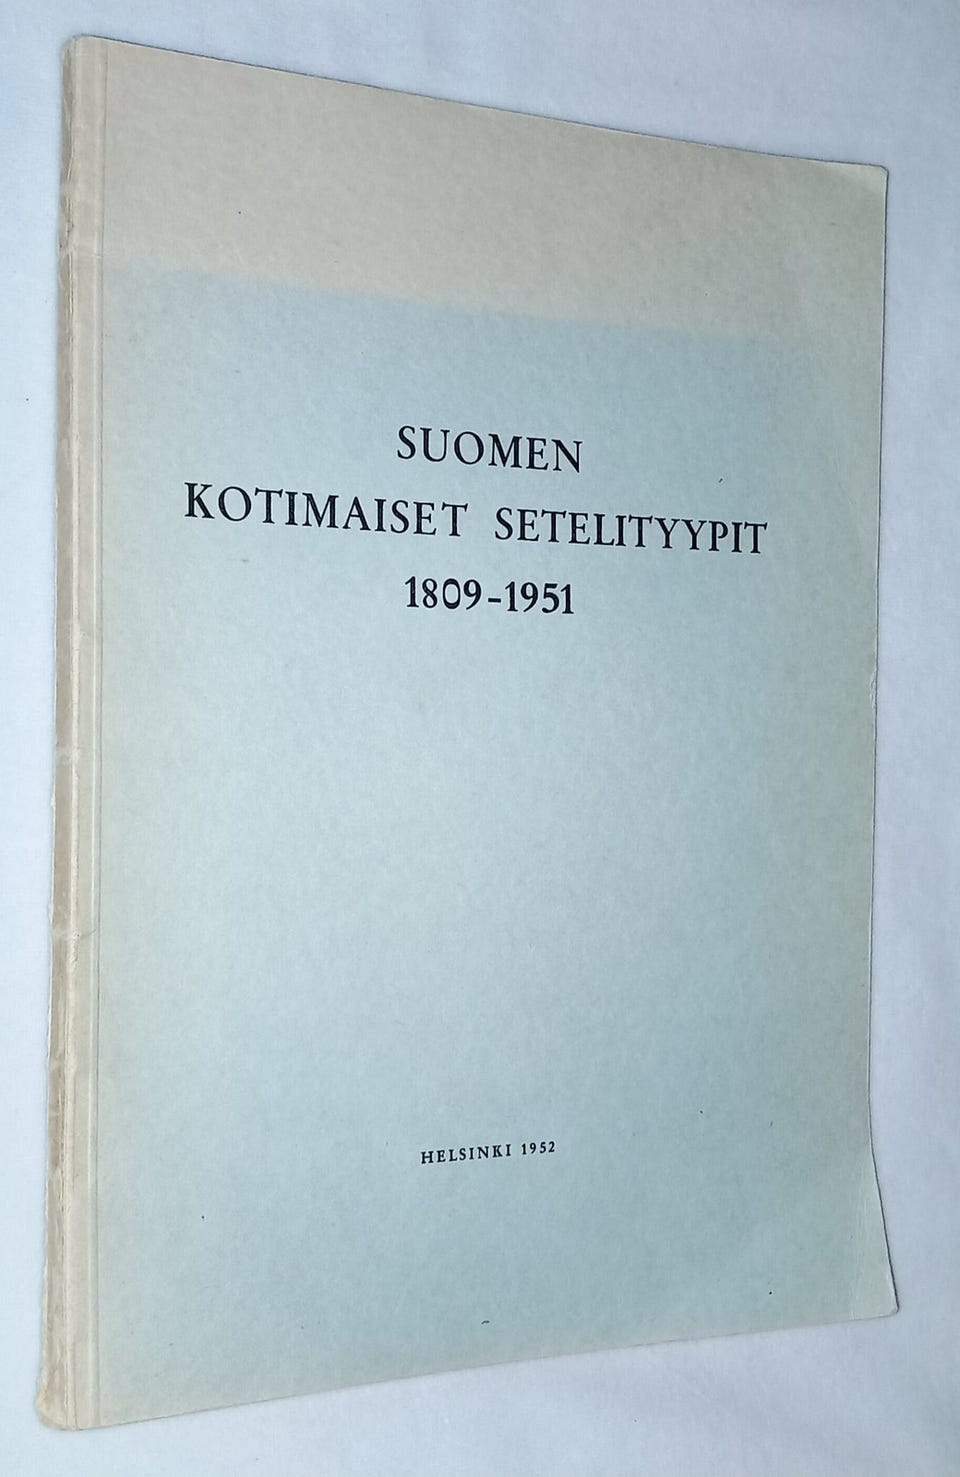 SUOMEN
KOTIMAISET SETELITYYPIT
1809-1951
HELSINKI 1952